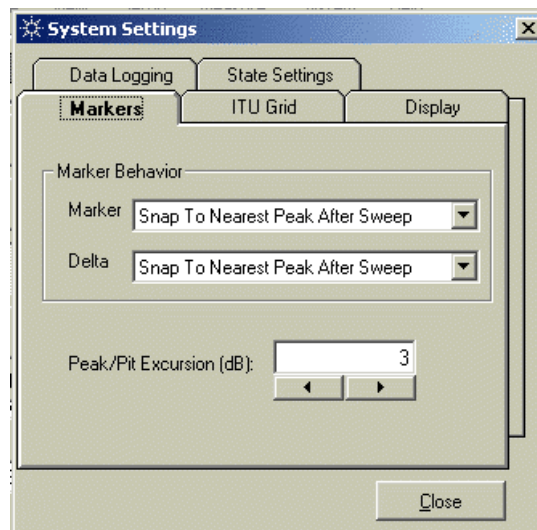 System Settings
Data Logging
State Settings
Markers
ITU Grid
Display
Marker Behavior
Marker
Snap To Nearest Peak After Sweep
Delta
Snap To Nearest Peak After Sweep
Peak/Pit Excursion (dB):
3
Close